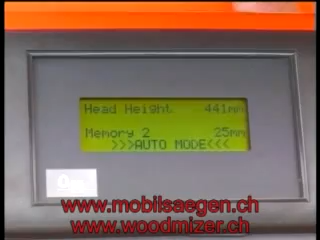 Head Height 441mm
Memory 2 25mm
>>>AUTO MODE<<<
www.mobilsaegen.ch
www.woodmizer.ch